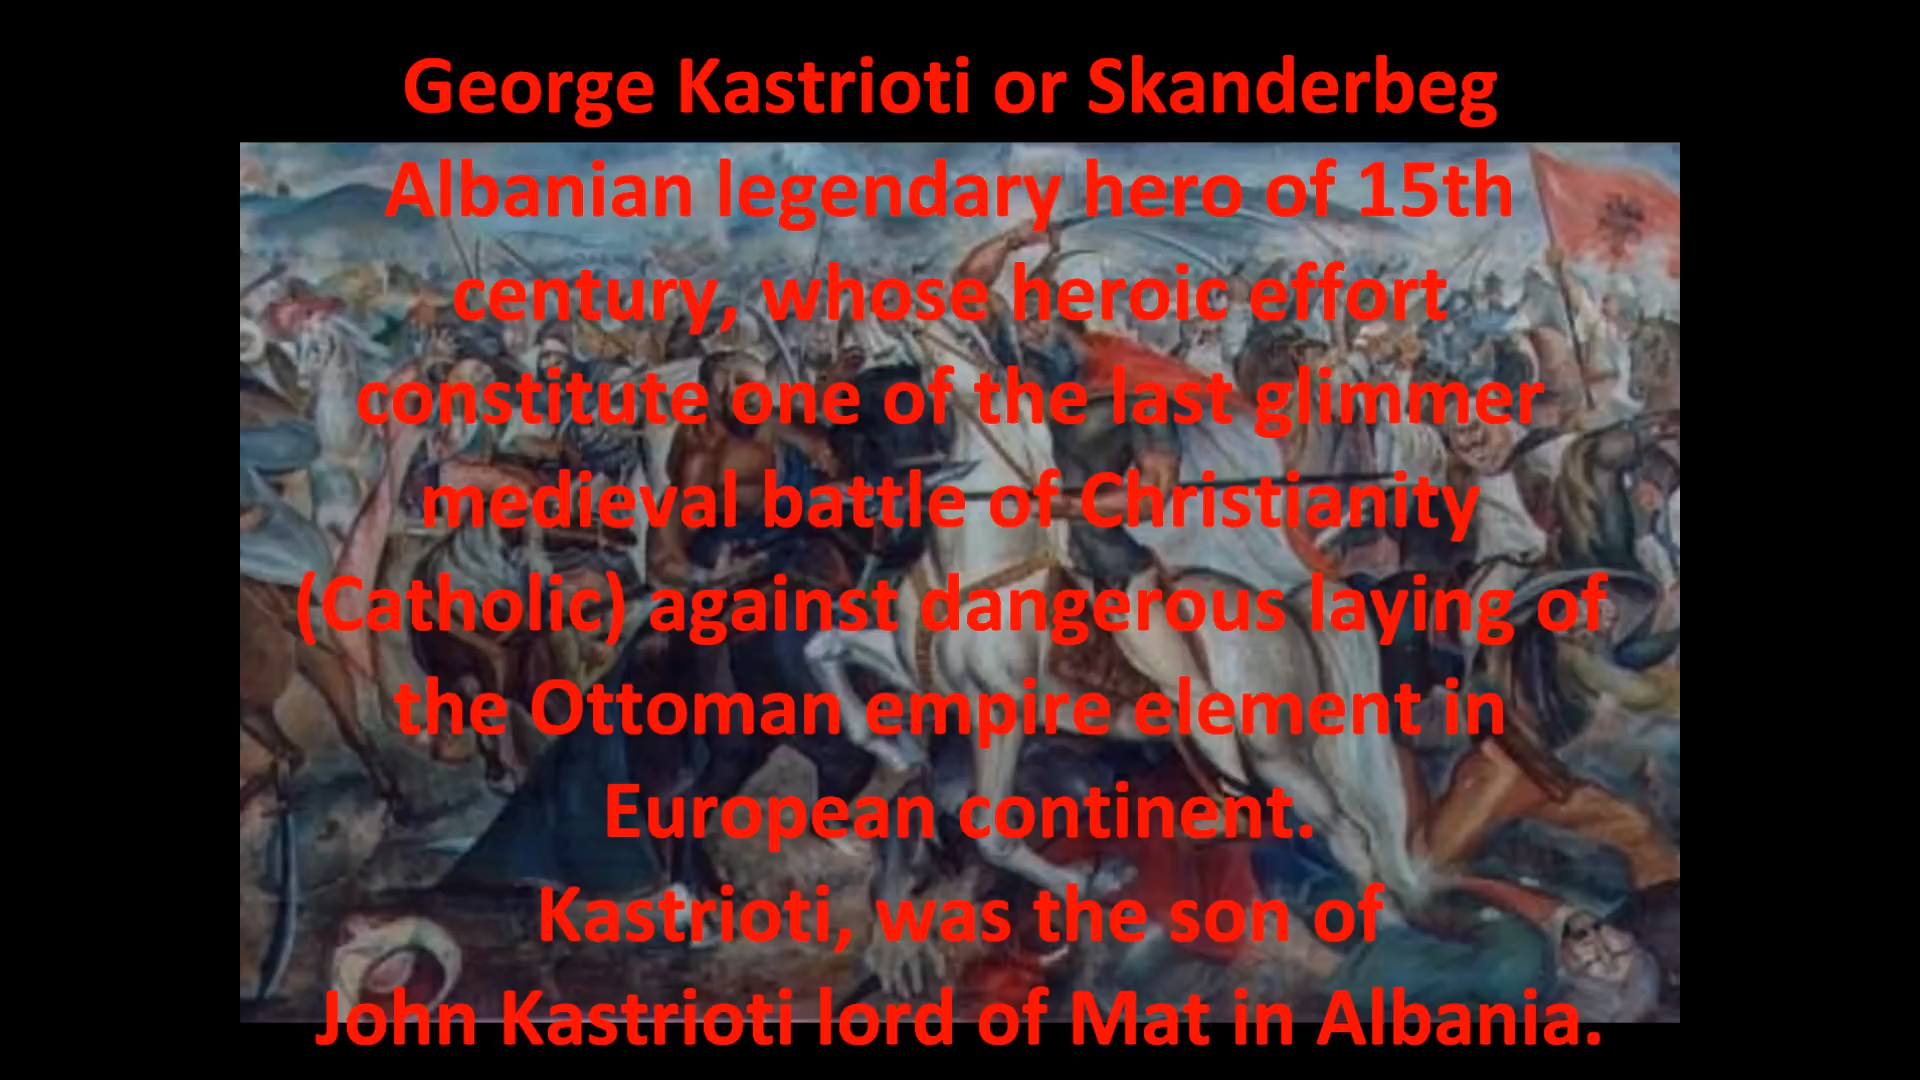 George Kastrioti or Skanderbeg
Albanian legendary hero of 15th
century, whose heroic effort
constitute one of the last glimmer
medieval battle of Christianity
(Catholic) against dangerous laying of
the Ottoman empire element in
European continent.
Kastrioti, was the son of
John Kastrioti lord of Mat in Albania.